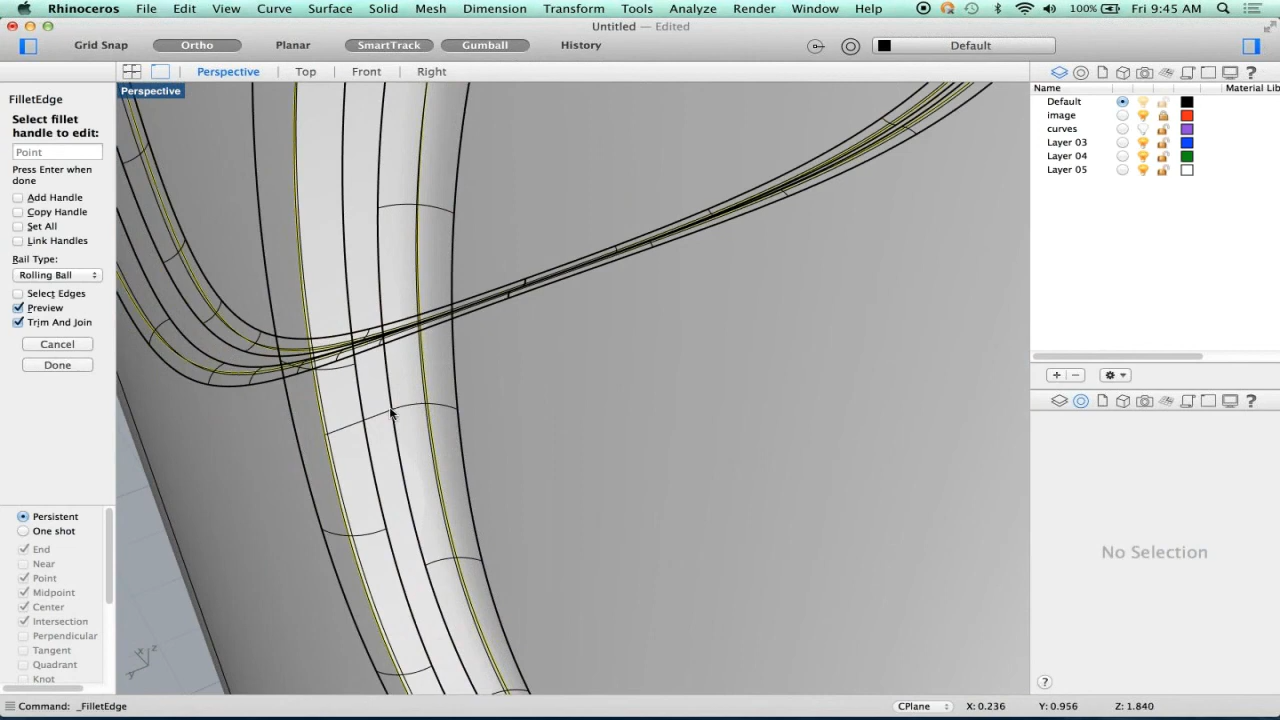 Rhinoceros File Edit View Curve Surface Solid Mesh Dimension Transform Tools Analyze Render Window Help 100% Fri 9:45 AM
Untitled — Edited
Grid Snap Ortho Planar SmartTrack Gumball History Default
Perspective Top Front Right
Perspective
FilletEdge
Select fillet
handle to edit:
Point
Press Enter when
done
Add Handle
Copy Handle
Set All
Link Handles
Rail Type:
Rolling Ball
Select Edges
Preview
Trim And Join
Cancel
Done
Persistent
One shot
End
Near
Point
Midpoint
Center
Intersection
Perpendicular
Tangent
Quadrant
Knot
z
x
y
Name Material Lib
Default
image
curves
Layer 03
Layer 04
Layer 05
No Selection
Command: _FilletEdge CPlane X: 0.236 Y: 0.956 Z: 1.840